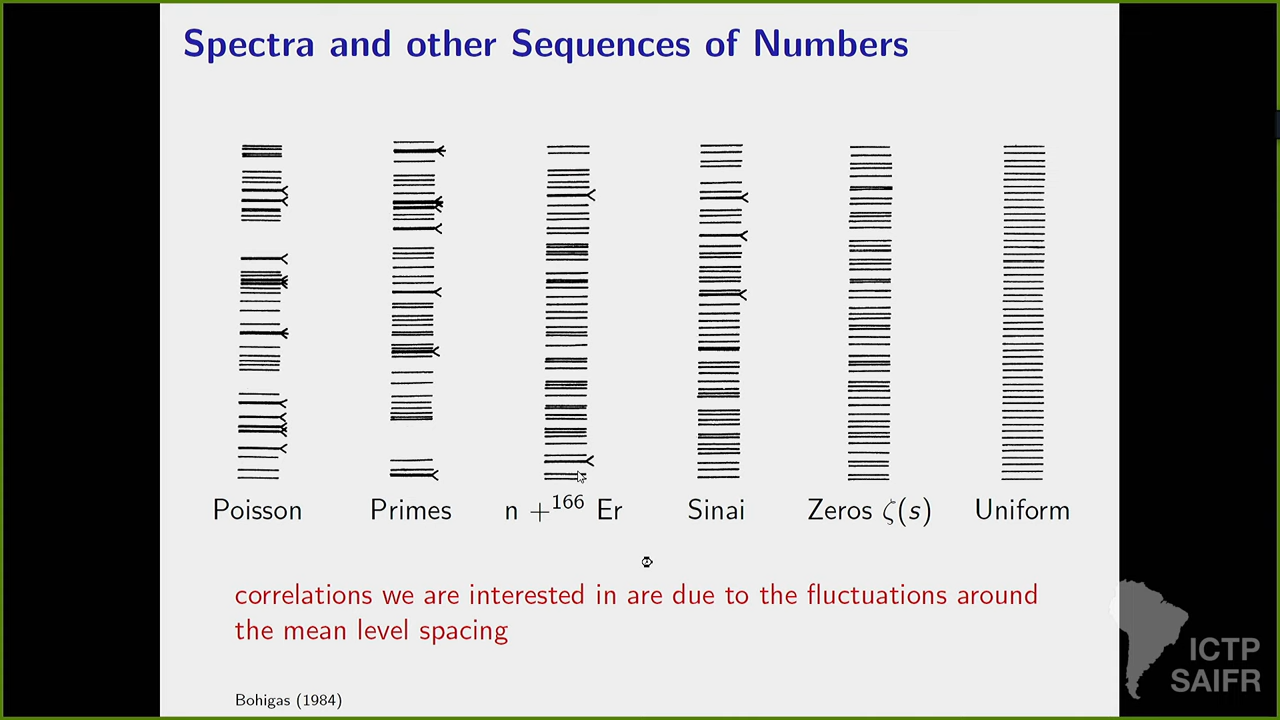 Spectra and other Sequences of Numbers
Poisson Primes n +¹⁶⁶ Er Sinai Zeros ζ(s) Uniform
correlations we are interested in are due to the fluctuations around
the mean level spacing
Bohigas (1984)
ICTP
SAIFR